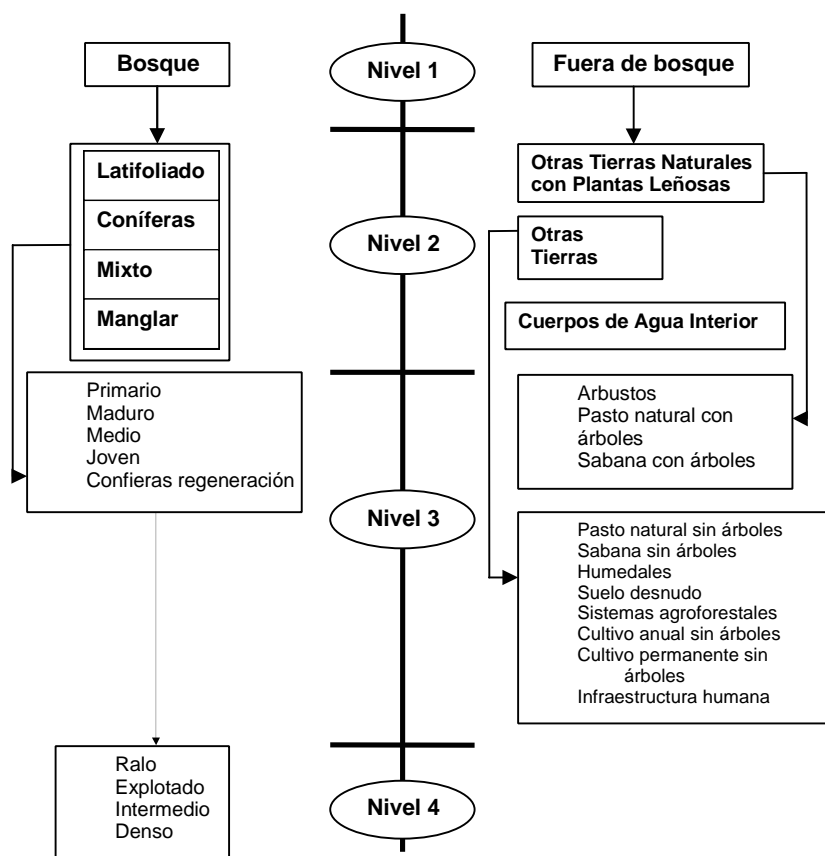 Bosque
Nivel 1
Fuera de bosque
Latifoliado
Coníferas
Mixto
Manglar
Nivel 2
Otras Tierras Naturales
con Plantas Leñosas
Otras
Tierras
Cuerpos de Agua Interior
Primario
Maduro
Medio
Joven
Confieras regeneración
Nivel 3
Arbustos
Pasto natural con
árboles
Sabana con árboles
Pasto natural sin árboles
Sabana sin árboles
Humedales
Suelo desnudo
Sistemas agroforestales
Cultivo anual sin árboles
Cultivo permanente sin
árboles
Infraestructura humana
Ralo
Explotado
Intermedio
Denso
Nivel 4